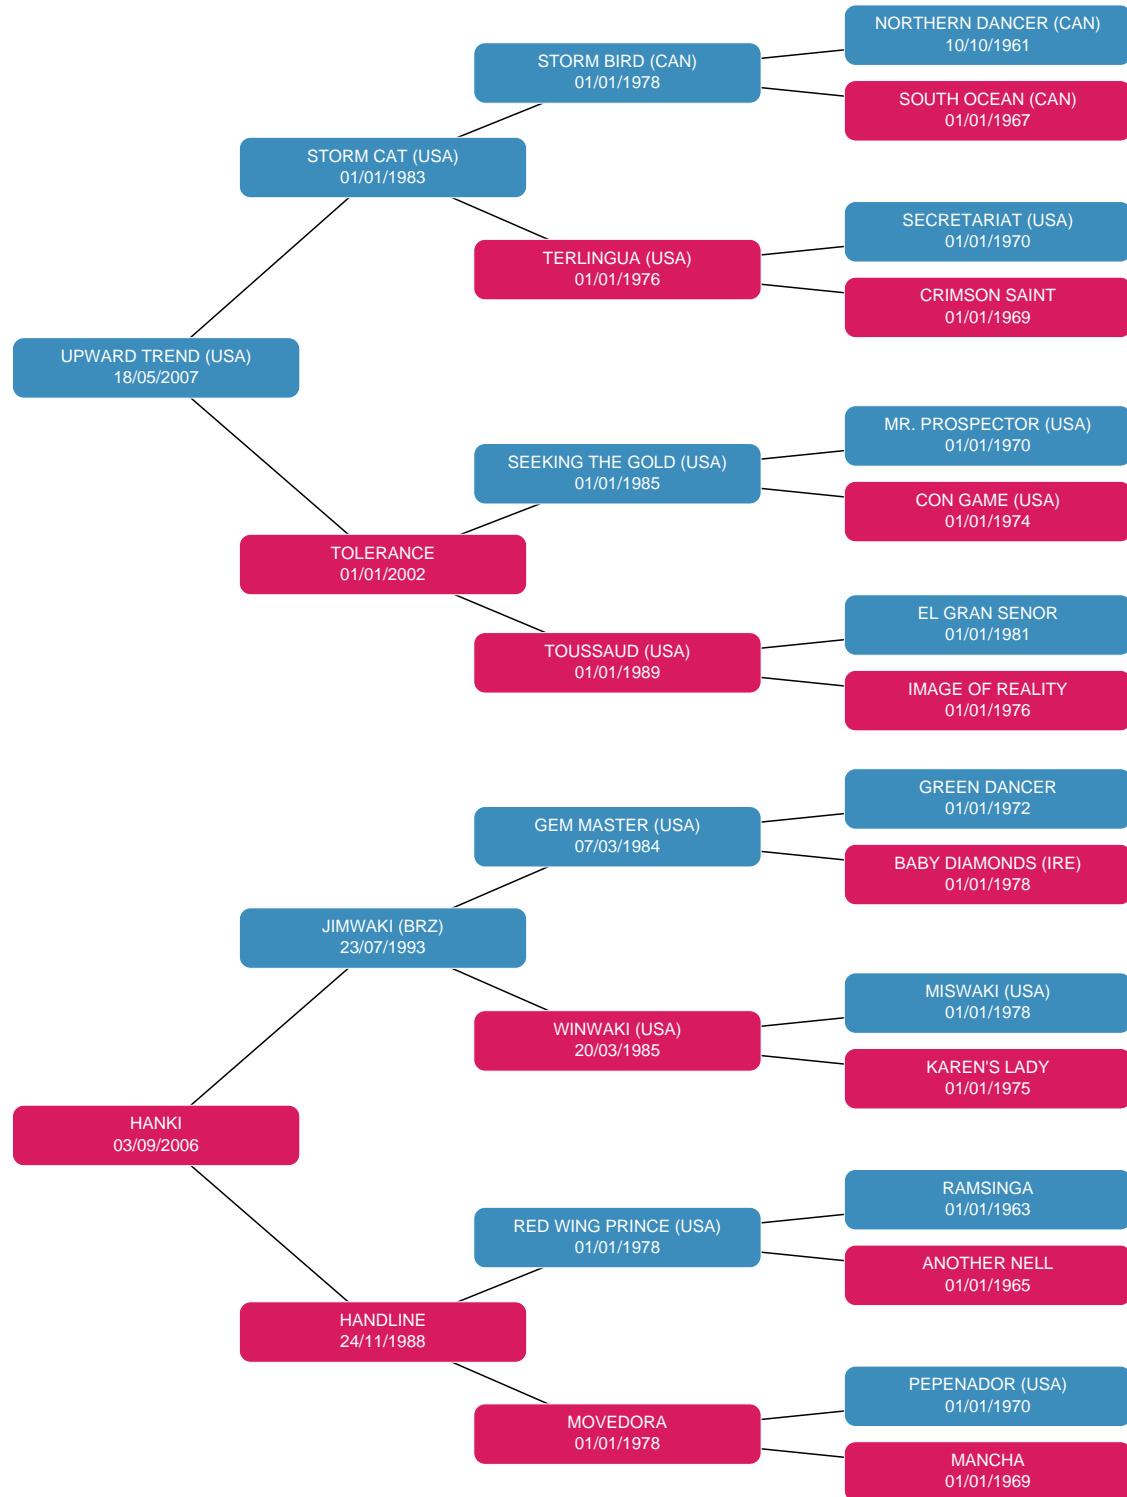 NORTHERN DANCER (CAN)
10/10/1961
STORM BIRD (CAN)
01/01/1978
SOUTH OCEAN (CAN)
01/01/1967
STORM CAT (USA)
01/01/1983
SECRETARIAT (USA)
01/01/1970
TERLINGUA (USA)
01/01/1976
CRIMSON SAINT
01/01/1969
UPWARD TREND (USA)
18/05/2007
MR. PROSPECTOR (USA)
01/01/1970
SEEKING THE GOLD (USA)
01/01/1985
CON GAME (USA)
01/01/1974
TOLERANCE
01/01/2002
EL GRAN SENOR
01/01/1981
TOUSSAUD (USA)
01/01/1989
IMAGE OF REALITY
01/01/1976
GREEN DANCER
01/01/1972
GEM MASTER (USA)
07/03/1984
BABY DIAMONDS (IRE)
01/01/1978
JIMWAKI (BRZ)
23/07/1993
MISWAKI (USA)
01/01/1978
WINWAKI (USA)
20/03/1985
KAREN'S LADY
01/01/1975
HANKI
03/09/2006
RAMSINGA
01/01/1963
RED WING PRINCE (USA)
01/01/1978
ANOTHER NELL
01/01/1965
HANDLINE
24/11/1988
PEPENADOR (USA)
01/01/1970
MOVEDORA
01/01/1978
MANCHA
01/01/1969